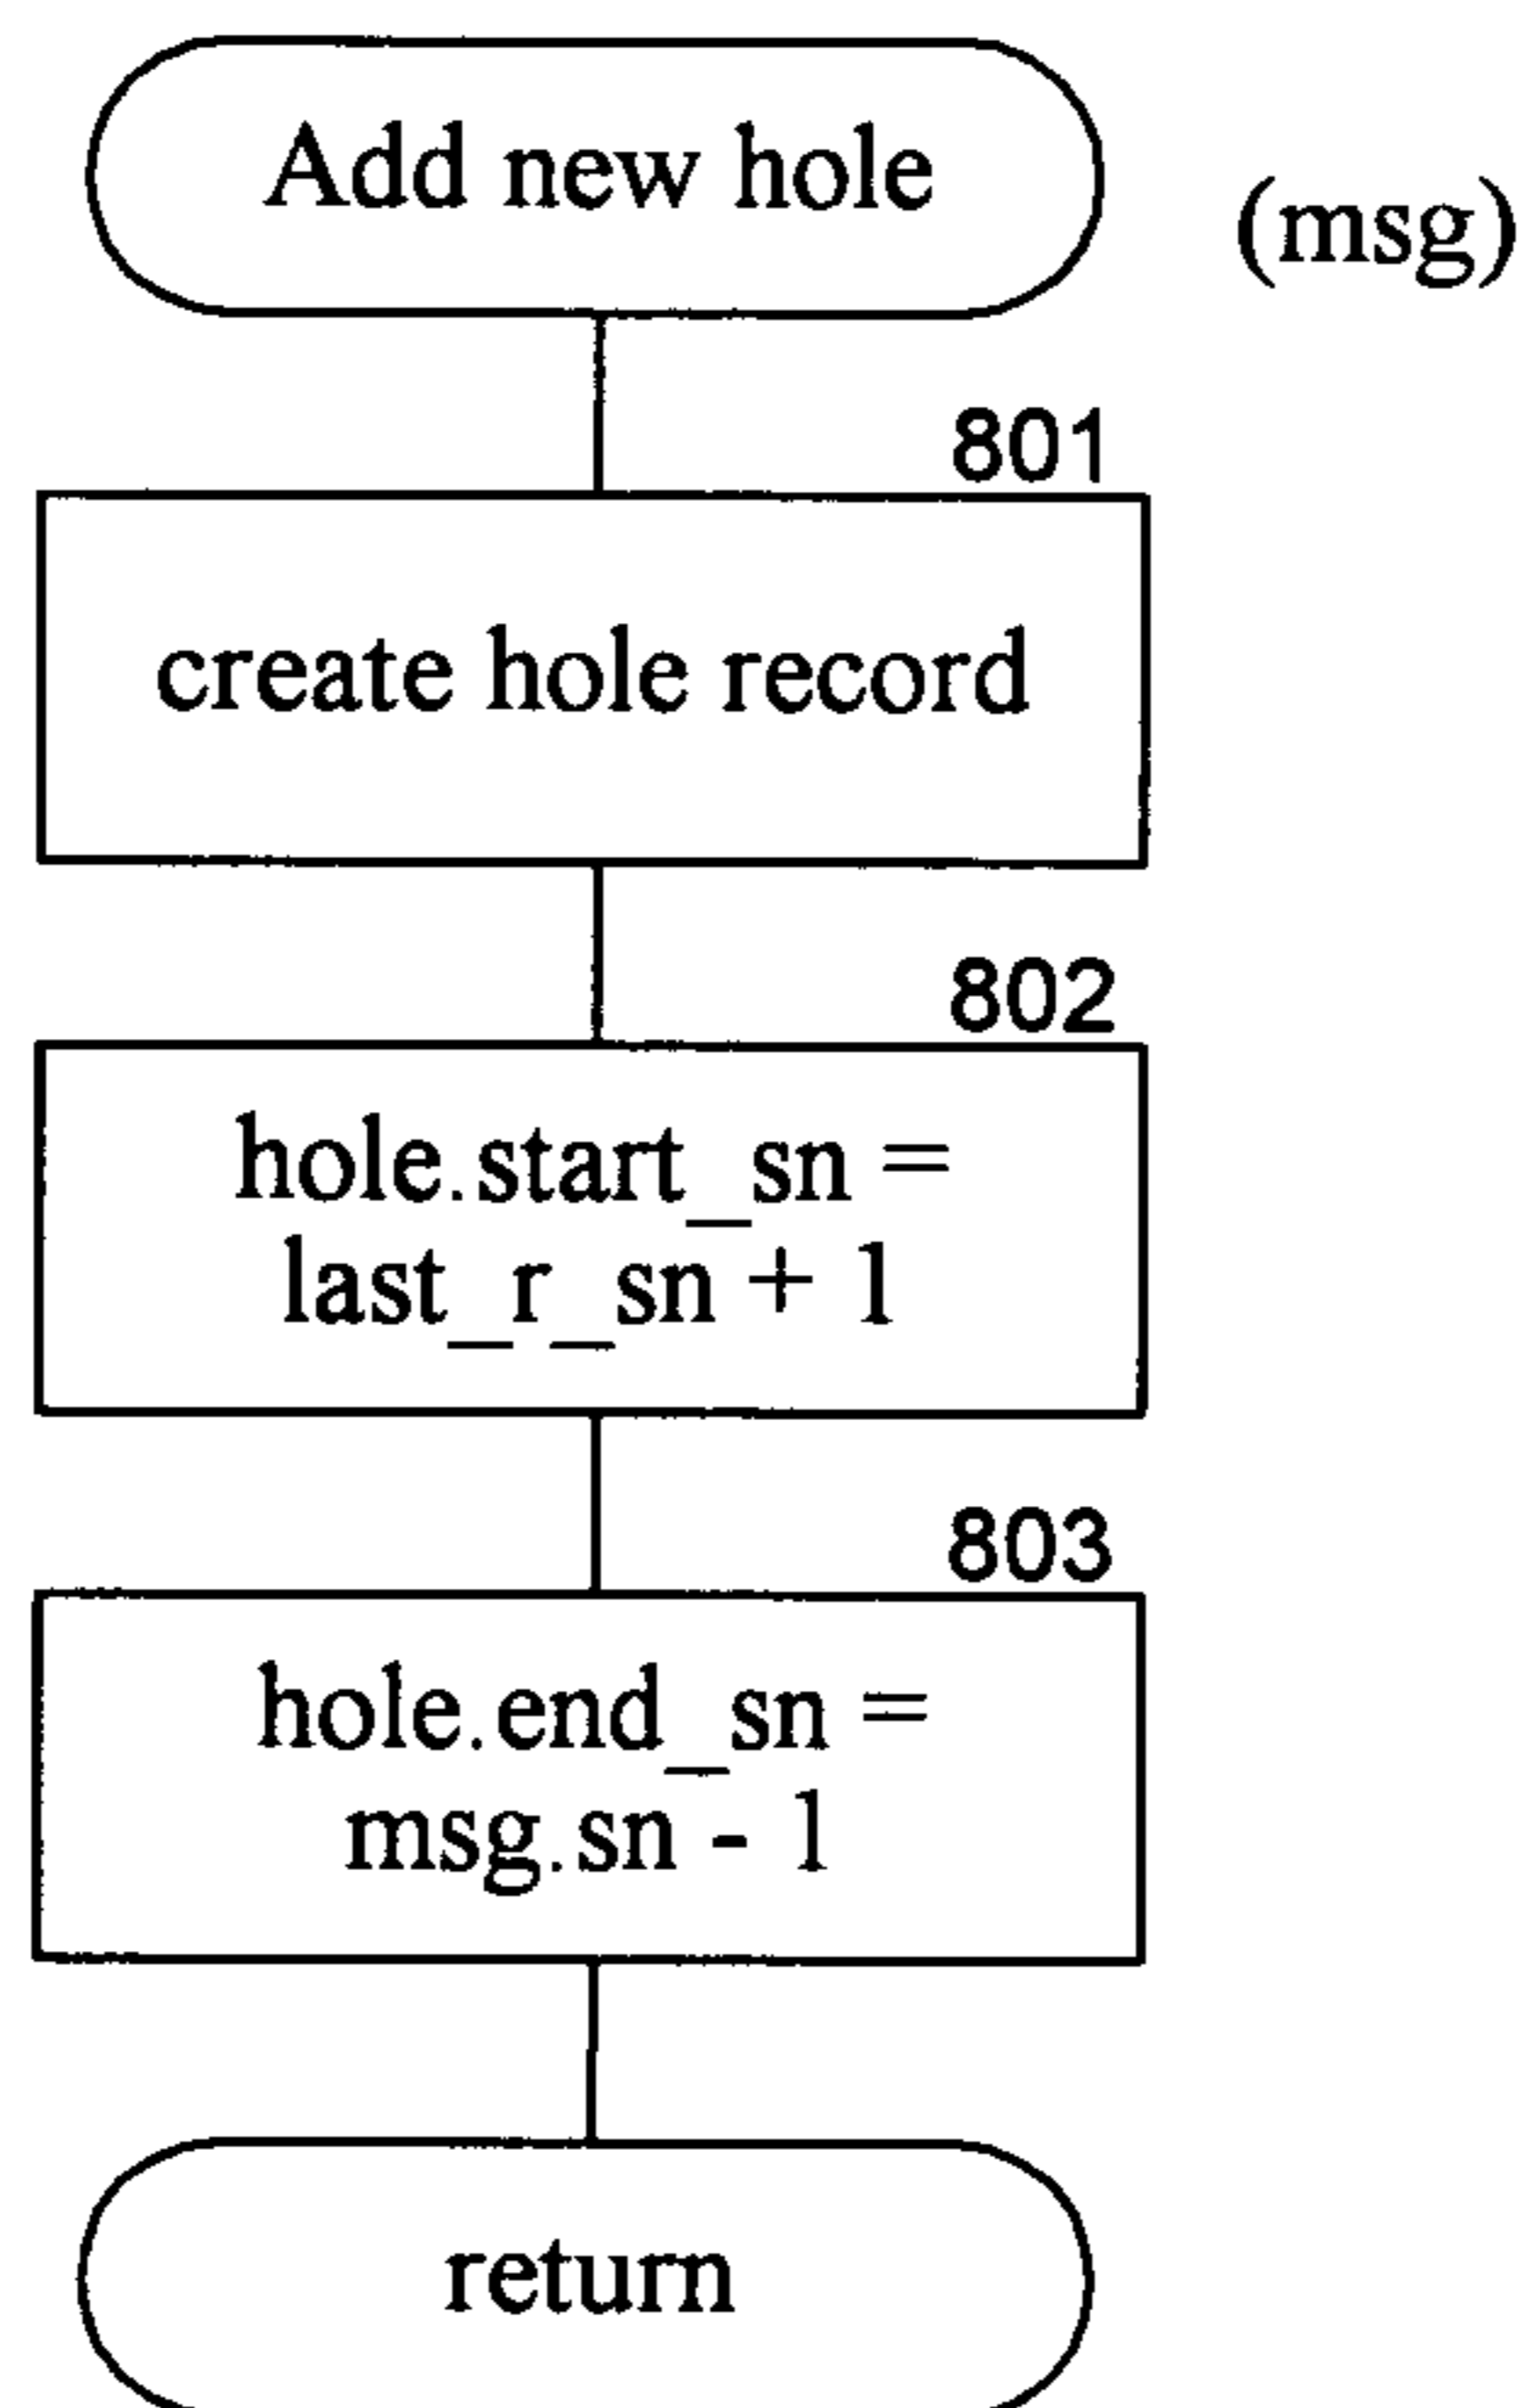 Add new hole
(msg)
801
create hole record
802
hole.start_sn =
last_r_sn + 1
803
hole.end_sn =
msg.sn - 1
return